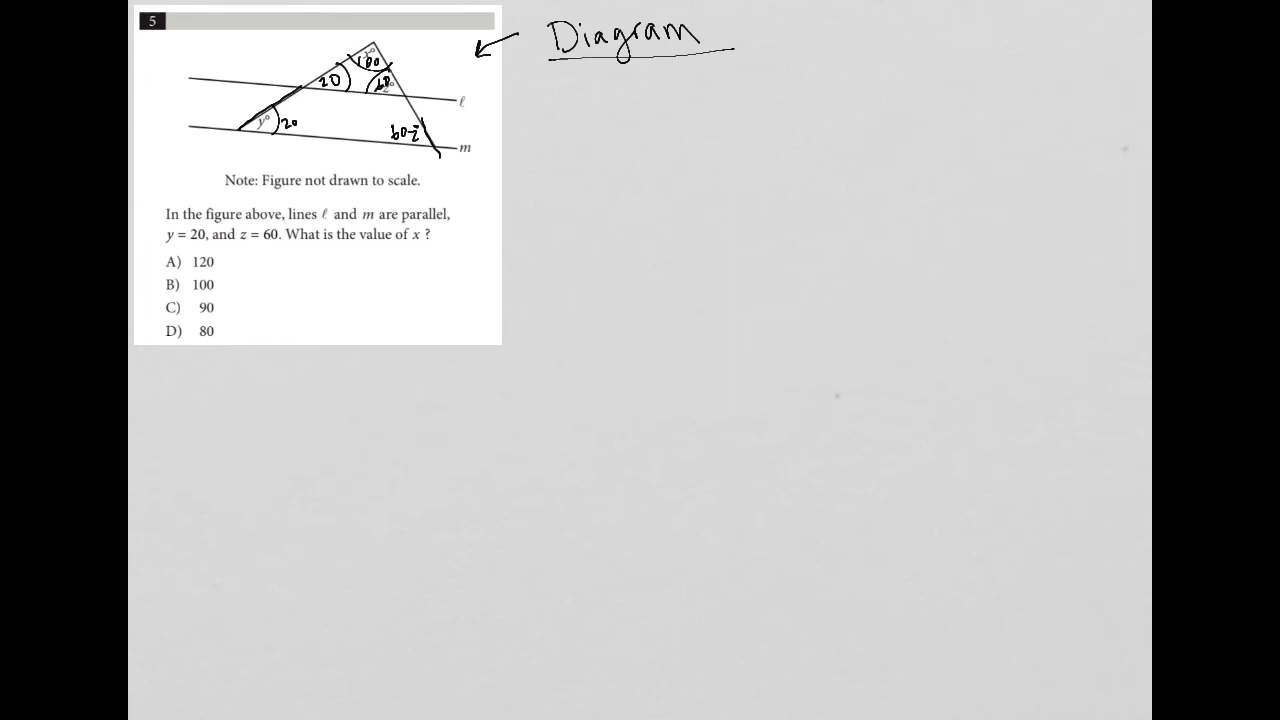 5
Diagram
x°
100
20
60
z°
ℓ
y°
20
60-z
m
Note: Figure not drawn to scale.
In the figure above, lines ℓ and m are parallel,
y = 20, and z = 60. What is the value of x ?
A) 120
B) 100
C) 90
D) 80